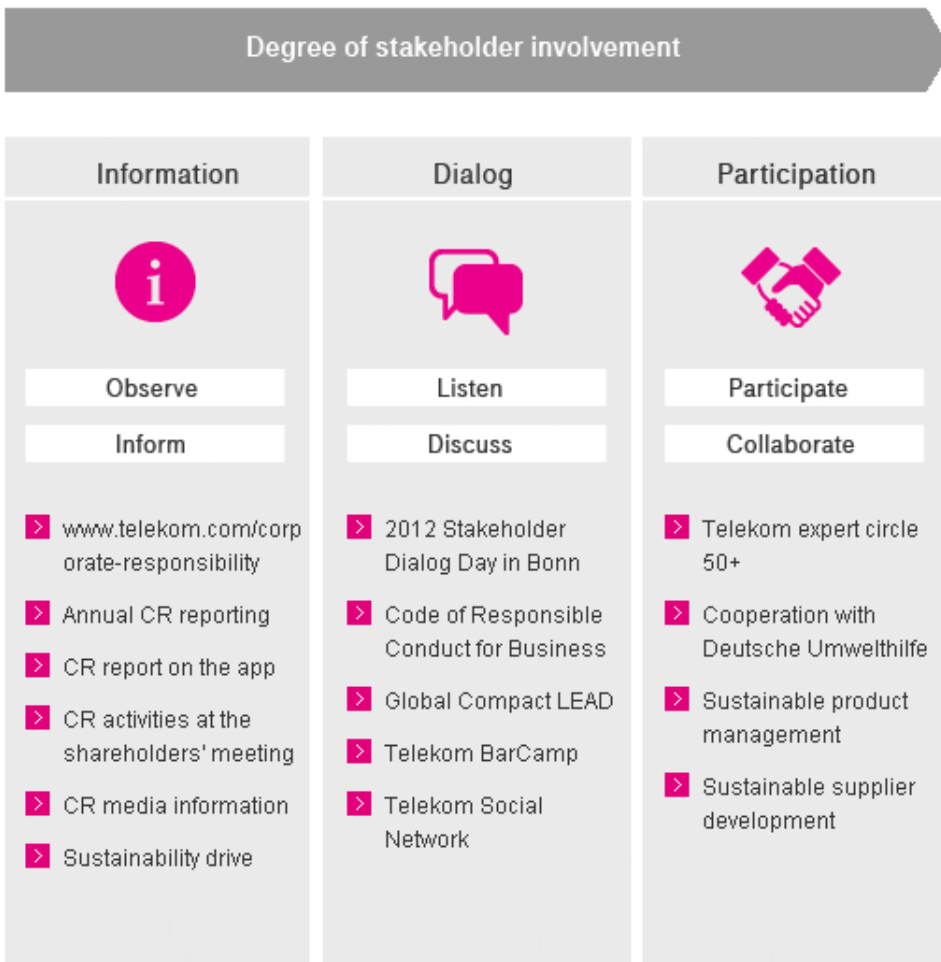 Degree of stakeholder involvement
Information
Observe
Inform
www.telekom.com/corp
orate-responsibility
Annual CR reporting
CR report on the app
CR activities at the
shareholders' meeting
CR media information
Sustainability drive
Dialog
Listen
Discuss
2012 Stakeholder
Dialog Day in Bonn
Code of Responsible
Conduct for Business
Global Compact LEAD
Telekom BarCamp
Telekom Social
Network
Participation
Participate
Collaborate
Telekom expert circle
50+
Cooperation with
Deutsche Umwelthilfe
Sustainable product
management
Sustainable supplier
development